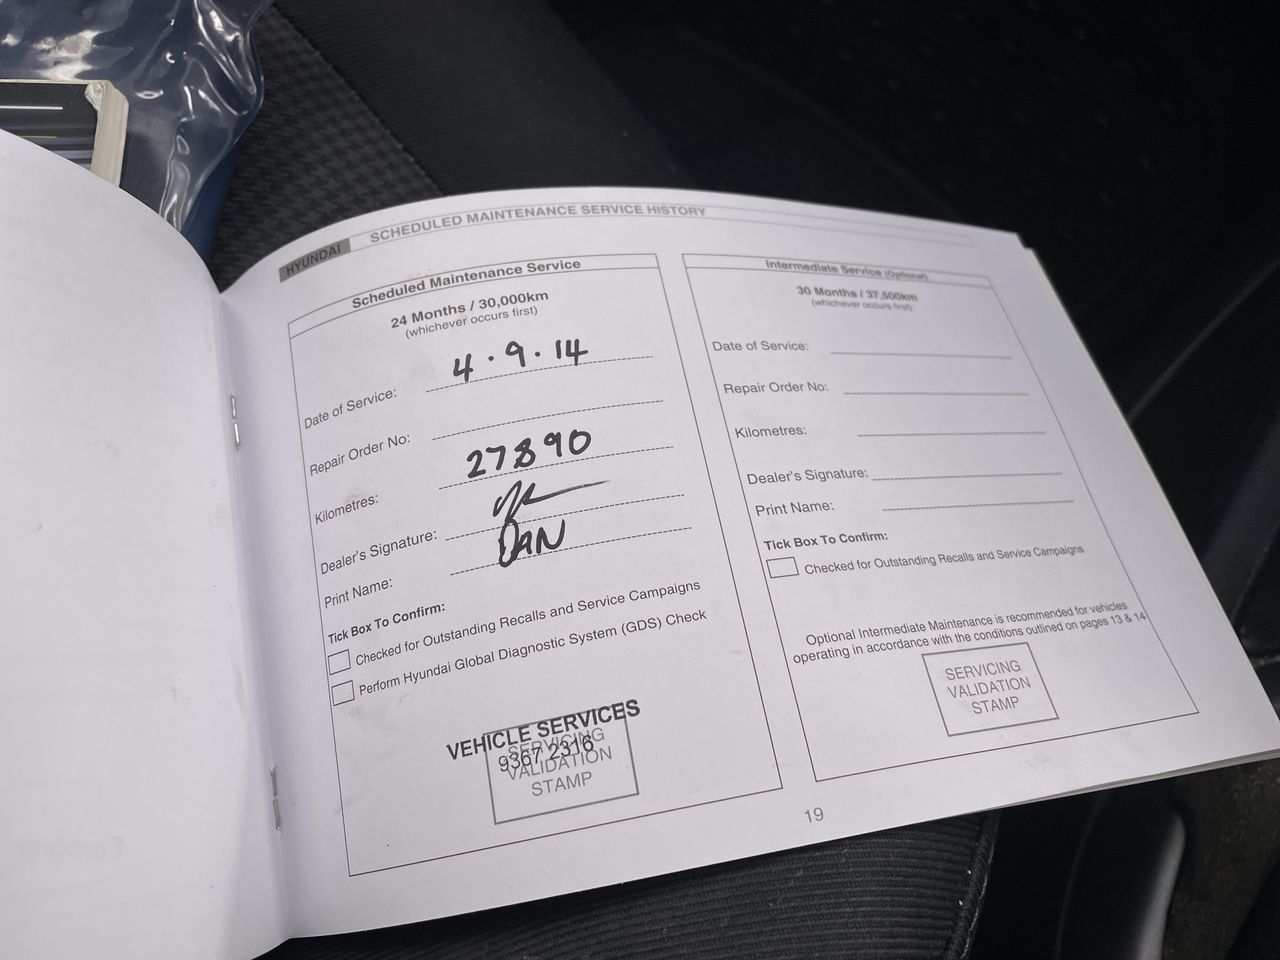 HYUNDAI SCHEDULED MAINTENANCE SERVICE HISTORY
Scheduled Maintenance Service
24 Months / 30,000km
(whichever occurs first)
Date of Service: 4.9.14
Repair Order No:
Kilometres: 27890
Dealer's Signature:
Print Name: DAN
Tick Box To Confirm:
Checked for Outstanding Recalls and Service Campaigns
Perform Hyundai Global Diagnostic System (GDS) Check
VEHICLE SERVICES
9367 2316
SERVICING
VALIDATION
STAMP
Intermediate Service (Optional)
30 Months / 37,500km
(whichever occurs first)
Date of Service:
Repair Order No:
Kilometres:
Dealer's Signature:
Print Name:
Tick Box To Confirm:
Checked for Outstanding Recalls and Service Campaigns
Optional Intermediate Maintenance is recommended for vehicles
operating in accordance with the conditions outlined on pages 13 & 14
SERVICING
VALIDATION
STAMP
19